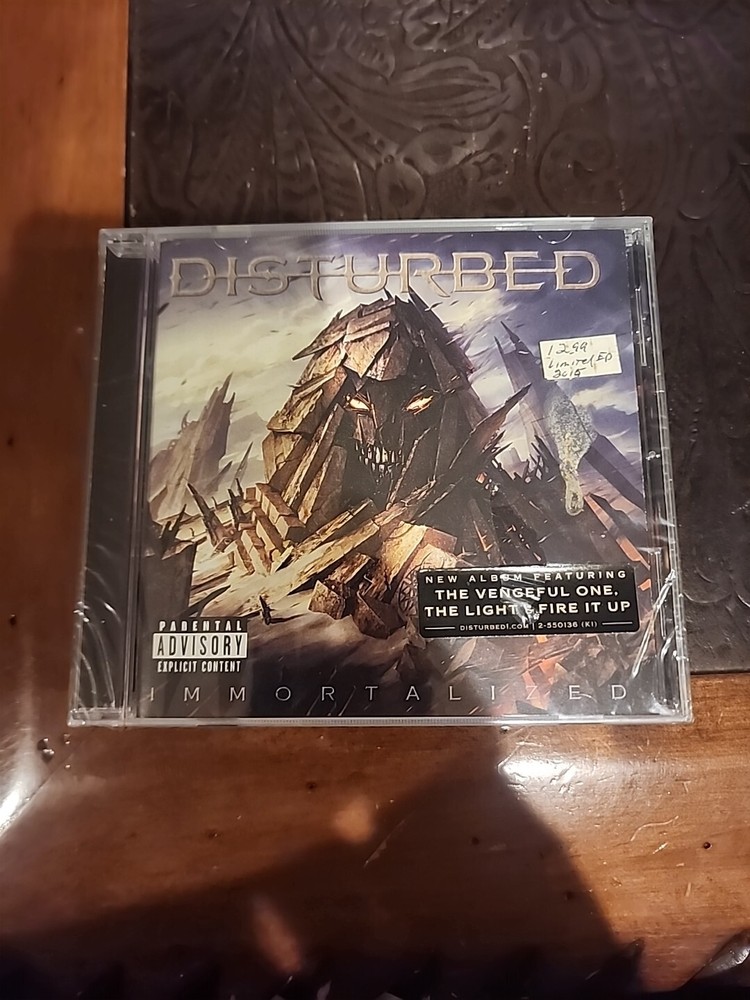 DISTURBED
12.99
Limited ED
2015
NEW ALBUM FEATURING
THE VENGEFUL ONE,
THE LIGHT & FIRE IT UP
DISTURBED1.COM | 2-550136 (K1)
PARENTAL
ADVISORY
EXPLICIT CONTENT
IMMORTALIZED